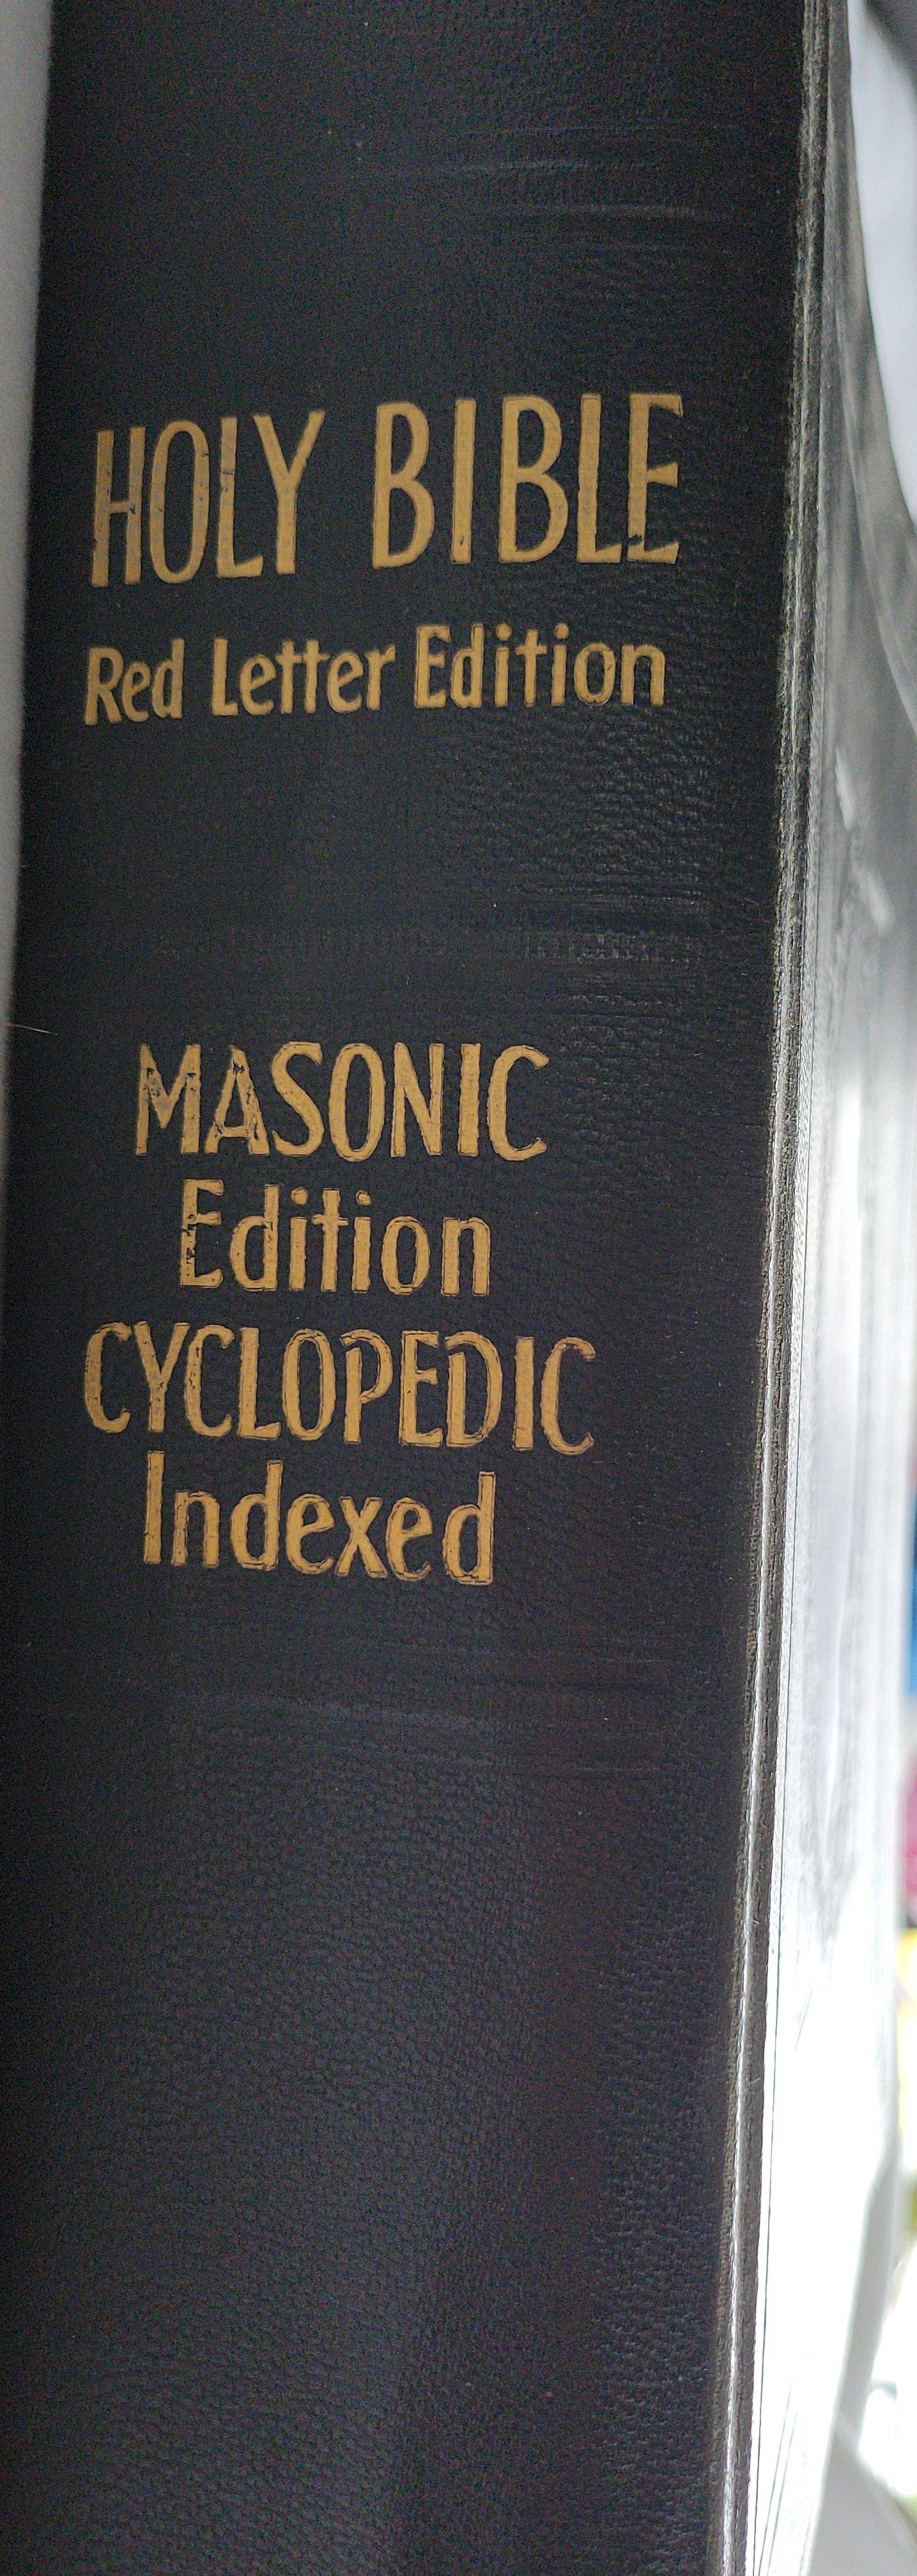 HOLY BIBLE
Red Letter Edition
MASONIC
Edition
CYCLOPEDIC
Indexed